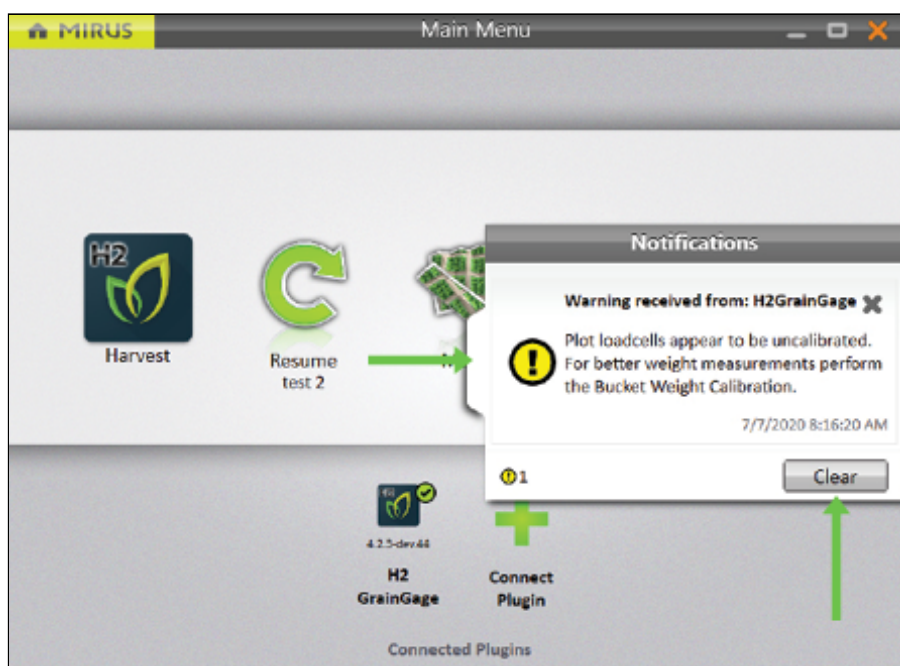 MIRUS
Main Menu
H2
Harvest
Resume
test 2
Notifications
Warning received from: H2GrainGage
Plot loadcells appear to be uncalibrated.
For better weight measurements perform
the Bucket Weight Calibration.
7/7/2020 8:16:20 AM
1
Clear
H2
4.2.5-dev.44
H2
GrainGage
Connect
Plugin
Connected Plugins